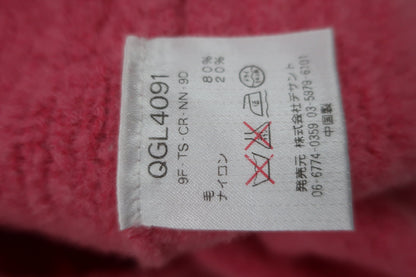 QGL4091
9F・TS・CR・NN・90
毛 80%
ナイロン 20%
発売元 株式会社デサント
06-6774-0359 03-5979-6101
中国製